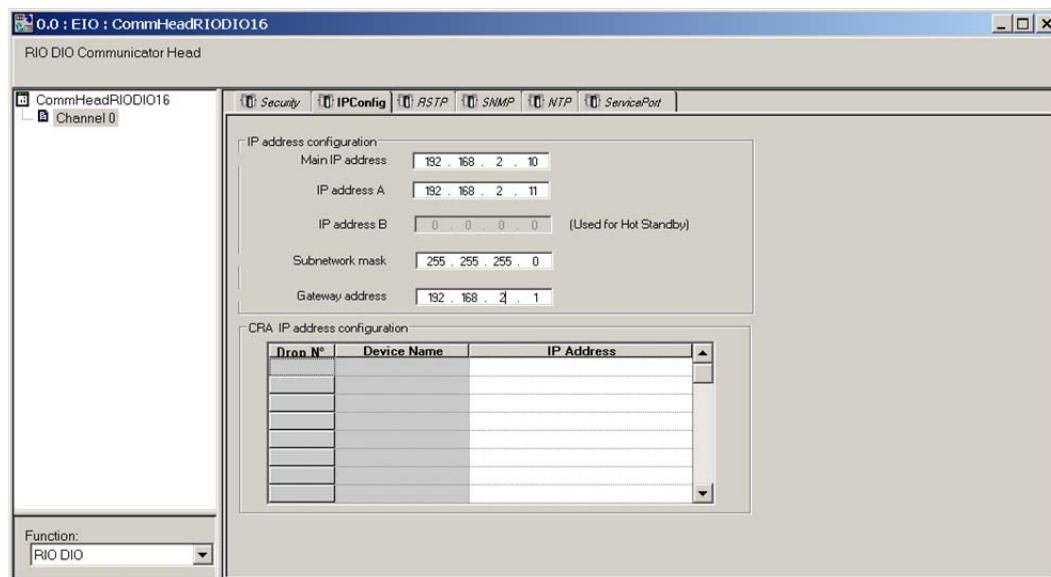 0.0 : EIO : CommHeadRIODIO16
RIO DIO Communicator Head
CommHeadRIODIO16
Channel 0
Security IPConfig RSTP SNMP NTP ServicePort
IP address configuration
Main IP address 192 . 168 . 2 . 10
IP address A 192 . 168 . 2 . 11
IP address B 0 . 0 . 0 . 0 (Used for Hot Standby)
Subnetwork mask 255 . 255 . 255 . 0
Gateway address 192 . 168 . 2 . 1
CRA IP address configuration
Drop N° Device Name IP Address
Function:
RIO DIO